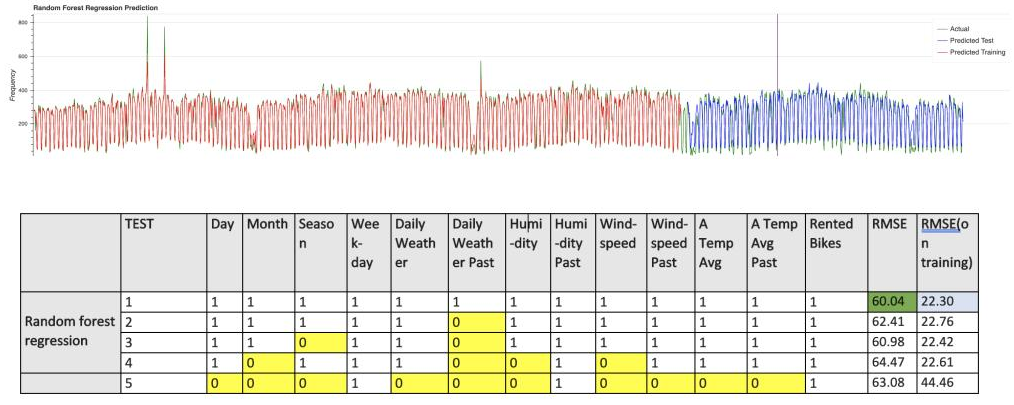 Random Forest Regression Prediction
800
600
400
200
Frequency
Actual
Predicted Test
Predicted Training
TEST Day Month Seaso Wee Daily Daily Humi Humi Wind- Wind- A A Temp Rented RMSE RMSE(o
n k- Weath Weath -dity -dity speed speed Temp Avg Bikes n
day er er Past Past Past Avg Past training)
1 1 1 1 1 1 1 1 1 1 1 1 1 1 60.04 22.30
Random forest 2 1 1 1 1 1 0 1 1 1 1 1 1 1 62.41 22.76
regression 3 1 1 0 1 1 0 1 1 1 1 1 1 1 60.98 22.42
4 1 0 1 1 1 0 0 1 0 1 1 1 1 64.47 22.61
5 0 0 0 1 0 0 0 1 0 0 0 0 1 63.08 44.46